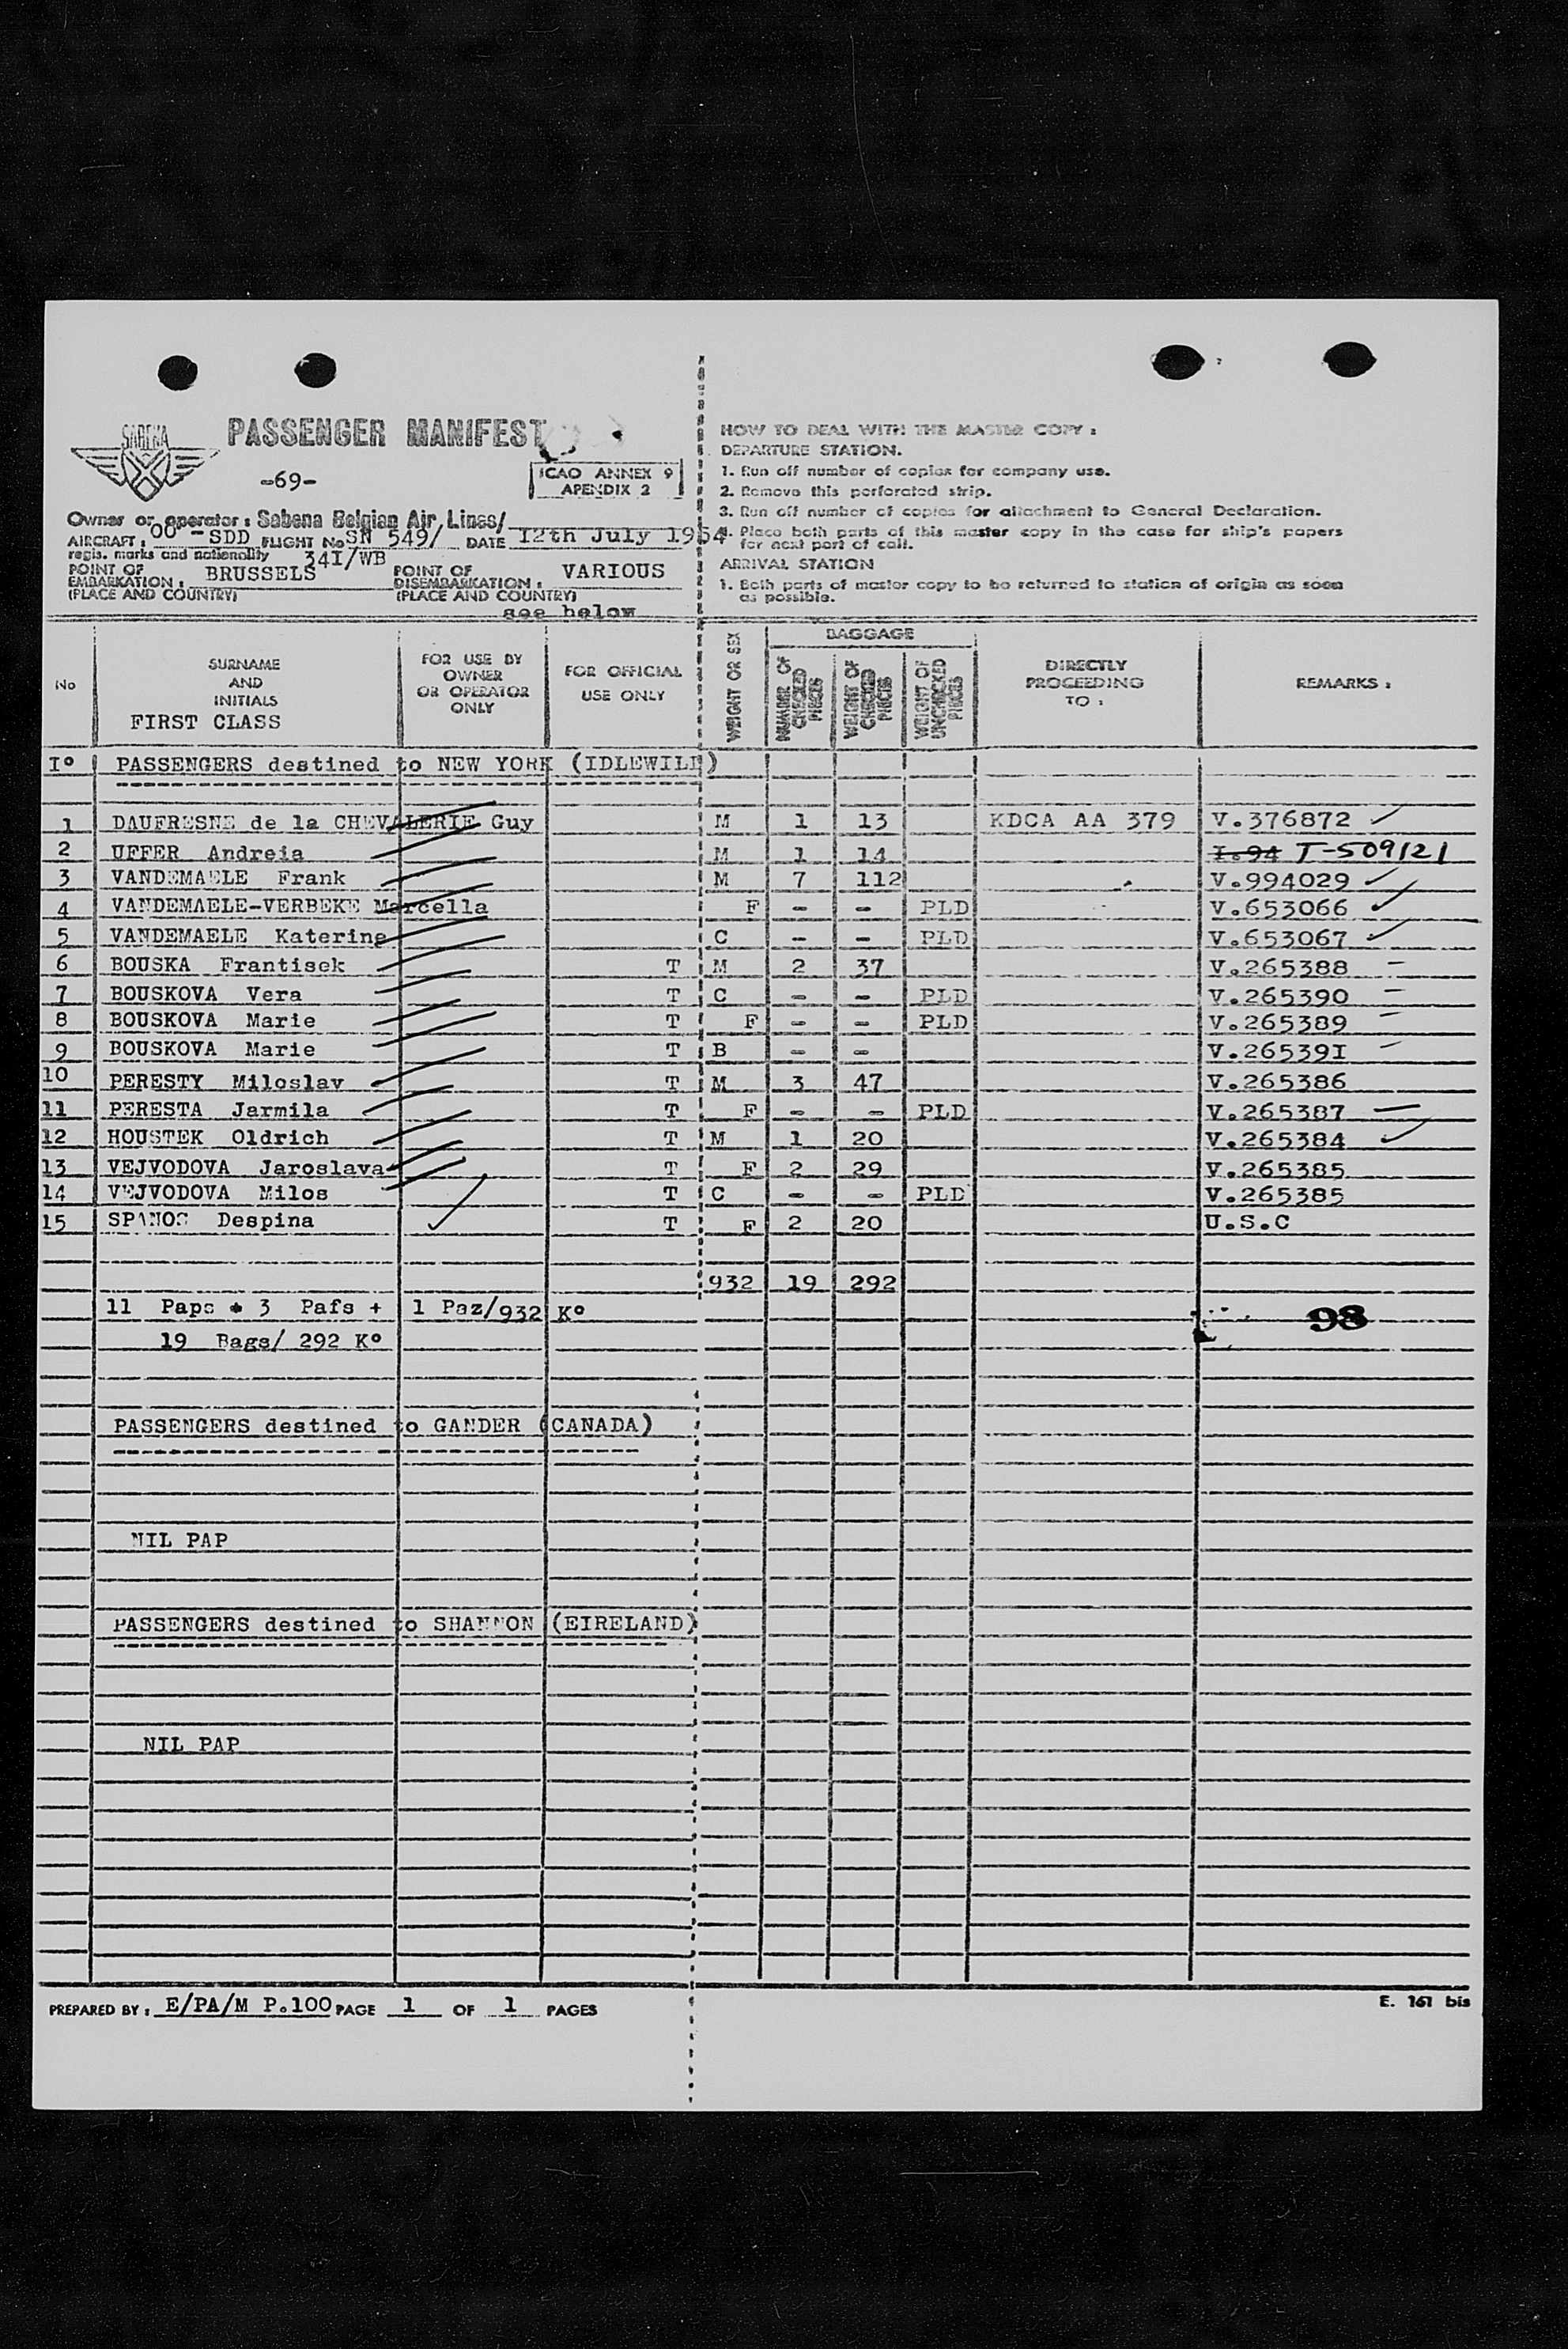 SABENA
PASSENGER MANIFEST
-69-
ICAO ANNEX 9
APENDIX 2
Owner or operator : Sabena Belgian Air Lines/
AIRCRAFT : OO-SDD FLIGHT No SN 549/ DATE 12th July 1954
regis. marks and nationality 341/WB
POINT OF EMBARKATION : BRUSSELS POINT OF DISEMBARKATION : VARIOUS
(PLACE AND COUNTRY) (PLACE AND COUNTRY)
see below
HOW TO DEAL WITH THE MASTER COPY :
DEPARTURE STATION.
1. Run off number of copies for company use.
2. Remove this perforated strip.
3. Run off number of copies for attachment to General Declaration.
4. Place both parts of this master copy in the case for ship's papers
for next port of call.
ARRIVAL STATION
1. Both parts of master copy to be returned to station of origin as soon
as possible.
No
SURNAME
AND
INITIALS
FIRST CLASS
FOR USE BY
OWNER
OR OPERATOR
ONLY
FOR OFFICIAL
USE ONLY
WEIGHT OR SEX
BAGGAGE
NUMBER OF CHECKED PIECES
WEIGHT OF CHECKED PIECES
WEIGHT OF UNCHECKED PIECES
DIRECTLY
PROCEEDING
TO :
REMARKS :
I° PASSENGERS destined to NEW YORK (IDLEWILD)
1 DAUFRESNE de la CHEVALERIE Guy M 1 13 KDCA AA 379 V.376872
2 UFFER Andreia M 1 14 I.94 T-509121
3 VANDEMAELE Frank M 7 112 V.994029
4 VANDEMAELE-VERBEKE Marcella F - - PLD V.653066
5 VANDEMAELE Katerine C - - PLD V.653067
6 BOUSKA Frantisek T M 2 37 V.265388
7 BOUSKOVA Vera T C - - PLD V.265390
8 BOUSKOVA Marie T F - - PLD V.265389
9 BOUSKOVA Marie T B - - V.265391
10 PERESTY Miloslav T M 3 47 V.265386
11 PERESTA Jarmila T F - - PLD V.265387
12 HOUSTEK Oldrich T M 1 20 V.265384
13 VEJVODOVA Jaroslava T F 2 29 V.265385
14 VEJVODOVA Milos T C - - PLD V.265385
15 SPANOS Despina T F 2 20 U.S.C
932 19 292
11 Paps + 3 Pafs + 1 Paz/932 K°
98
19 Bags/ 292 K°
PASSENGERS destined to GANDER (CANADA)
NIL PAP
PASSENGERS destined to SHANNON (EIRELAND)
NIL PAP
PREPARED BY : E/PA/M P.100 PAGE 1 OF 1 PAGES
E. 161 bis